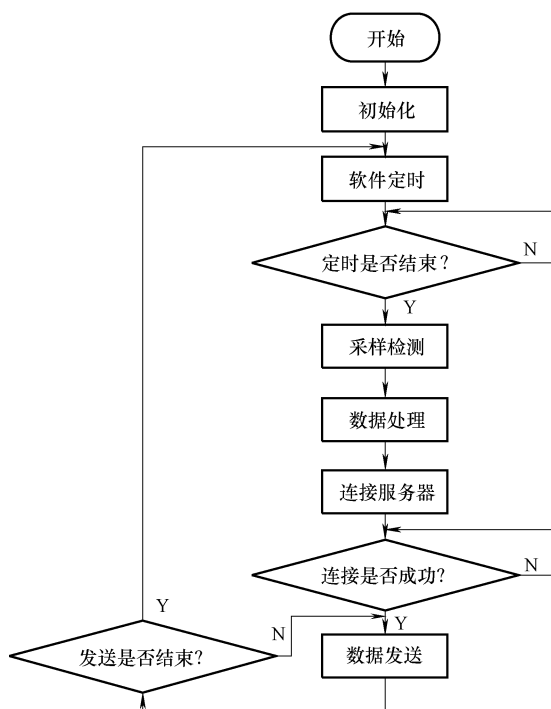 开始
初始化
软件定时
定时是否结束?
N
Y
采样检测
数据处理
连接服务器
连接是否成功?
N
Y
Y
N
发送是否结束?
数据发送